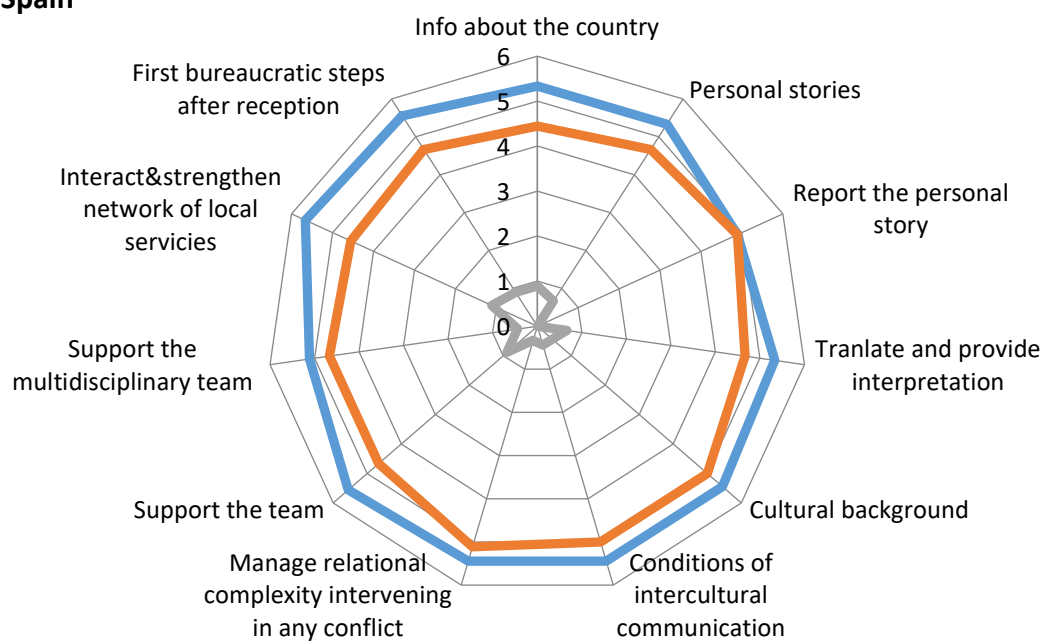 Spain
Info about the country
6
5
4
3
2
1
0
Personal stories
Report the personal
story
Tranlate and provide
interpretation
Cultural background
Conditions of
intercultural
communication
Manage relational
complexity intervening
in any conflict
Support the team
Support the
multidisciplinary team
Interact&strengthen
network of local
servicies
First bureaucratic steps
after reception